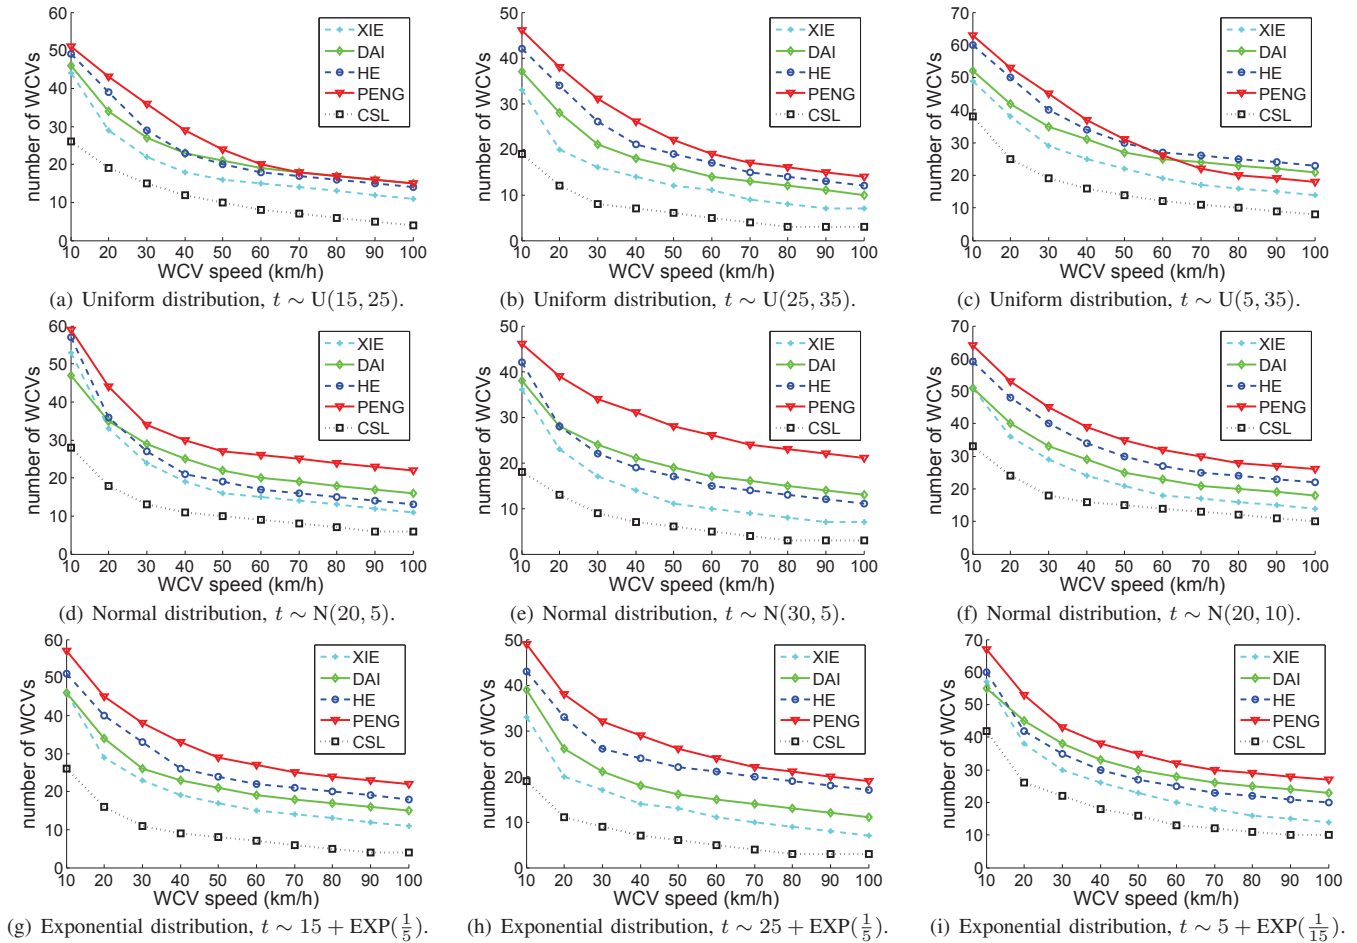 number of WCVs
60
50
40
30
20
10
0
10 20 30 40 50 60 70 80 90 100
WCV speed (km/h)
XIE
DAI
HE
PENG
CSL
(a) Uniform distribution, t ∼ U(15, 25).
number of WCVs
50
40
30
20
10
0
10 20 30 40 50 60 70 80 90 100
WCV speed (km/h)
XIE
DAI
HE
PENG
CSL
(b) Uniform distribution, t ∼ U(25, 35).
number of WCVs
70
60
50
40
30
20
10
0
10 20 30 40 50 60 70 80 90 100
WCV speed (km/h)
XIE
DAI
HE
PENG
CSL
(c) Uniform distribution, t ∼ U(5, 35).
number of WCVs
60
50
40
30
20
10
0
10 20 30 40 50 60 70 80 90 100
WCV speed (km/h)
XIE
DAI
HE
PENG
CSL
(d) Normal distribution, t ∼ N(20, 5).
number of WCVs
50
40
30
20
10
0
10 20 30 40 50 60 70 80 90 100
WCV speed (km/h)
XIE
DAI
HE
PENG
CSL
(e) Normal distribution, t ∼ N(30, 5).
number of WCVs
70
60
50
40
30
20
10
0
10 20 30 40 50 60 70 80 90 100
WCV speed (km/h)
XIE
DAI
HE
PENG
CSL
(f) Normal distribution, t ∼ N(20, 10).
number of WCVs
60
50
40
30
20
10
0
10 20 30 40 50 60 70 80 90 100
WCV speed (km/h)
XIE
DAI
HE
PENG
CSL
(g) Exponential distribution, t ∼ 15 + EXP(1/5).
number of WCVs
50
40
30
20
10
0
10 20 30 40 50 60 70 80 90 100
WCV speed (km/h)
XIE
DAI
HE
PENG
CSL
(h) Exponential distribution, t ∼ 25 + EXP(1/5).
number of WCVs
70
60
50
40
30
20
10
0
10 20 30 40 50 60 70 80 90 100
WCV speed (km/h)
XIE
DAI
HE
PENG
CSL
(i) Exponential distribution, t ∼ 5 + EXP(1/15).